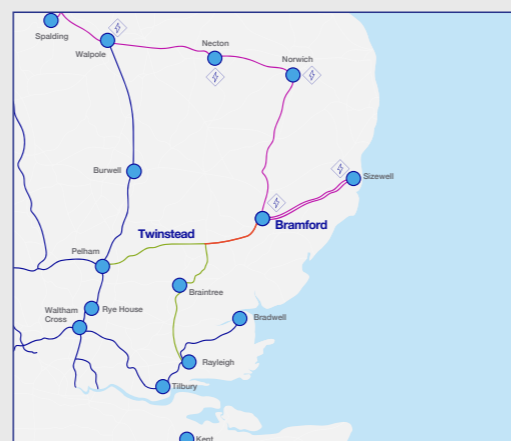 Spalding
Walpole
Necton
Norwich
Burwell
Sizewell
Bramford
Twinstead
Pelham
Braintree
Rye House
Waltham
Cross
Bradwell
Rayleigh
Tilbury
Kent